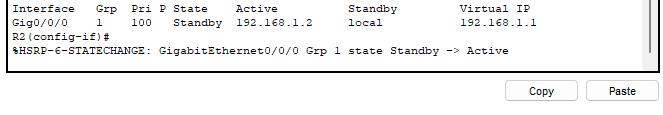 Interface   Grp  Pri P State    Active          Standby         Virtual IP
Gig0/0/0    1    100   Standby  192.168.1.2     local           192.168.1.1
R2(config-if)#
%HSRP-6-STATECHANGE: GigabitEthernet0/0/0 Grp 1 state Standby -> Active
Copy Paste